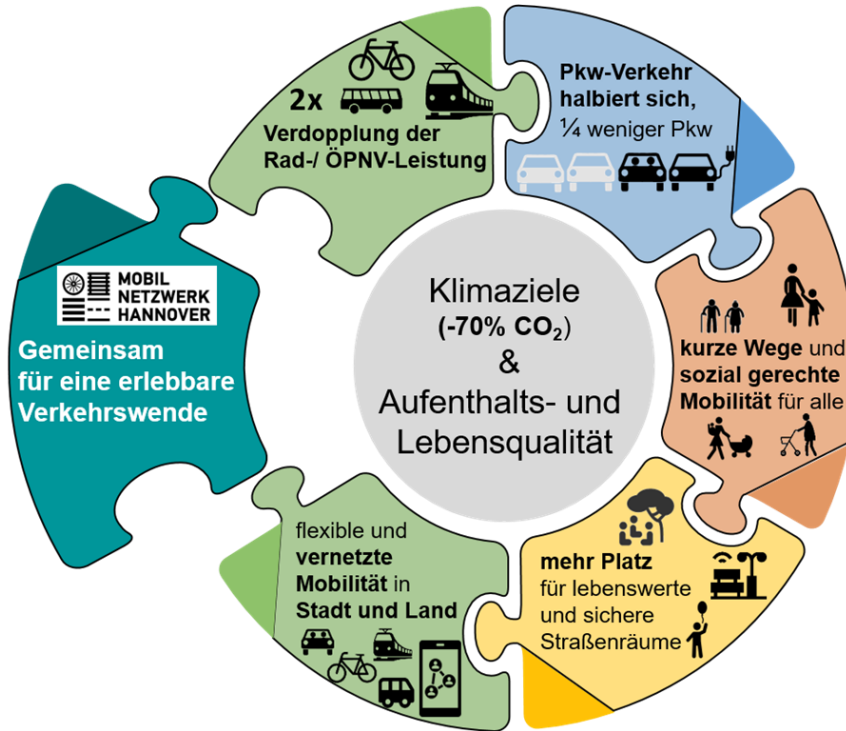 2x
Verdopplung der
Rad-/ ÖPNV-Leistung
Pkw-Verkehr
halbiert sich,
¼ weniger Pkw
kurze Wege und
sozial gerechte
Mobilität für alle
mehr Platz
für lebenswerte
und sichere
Straßenräume
flexible und
vernetzte
Mobilität in
Stadt und Land
MOBIL
NETZWERK
HANNOVER
Gemeinsam
für eine erlebbare
Verkehrswende
Klimaziele
(-70% CO₂)
&
Aufenthalts- und
Lebensqualität